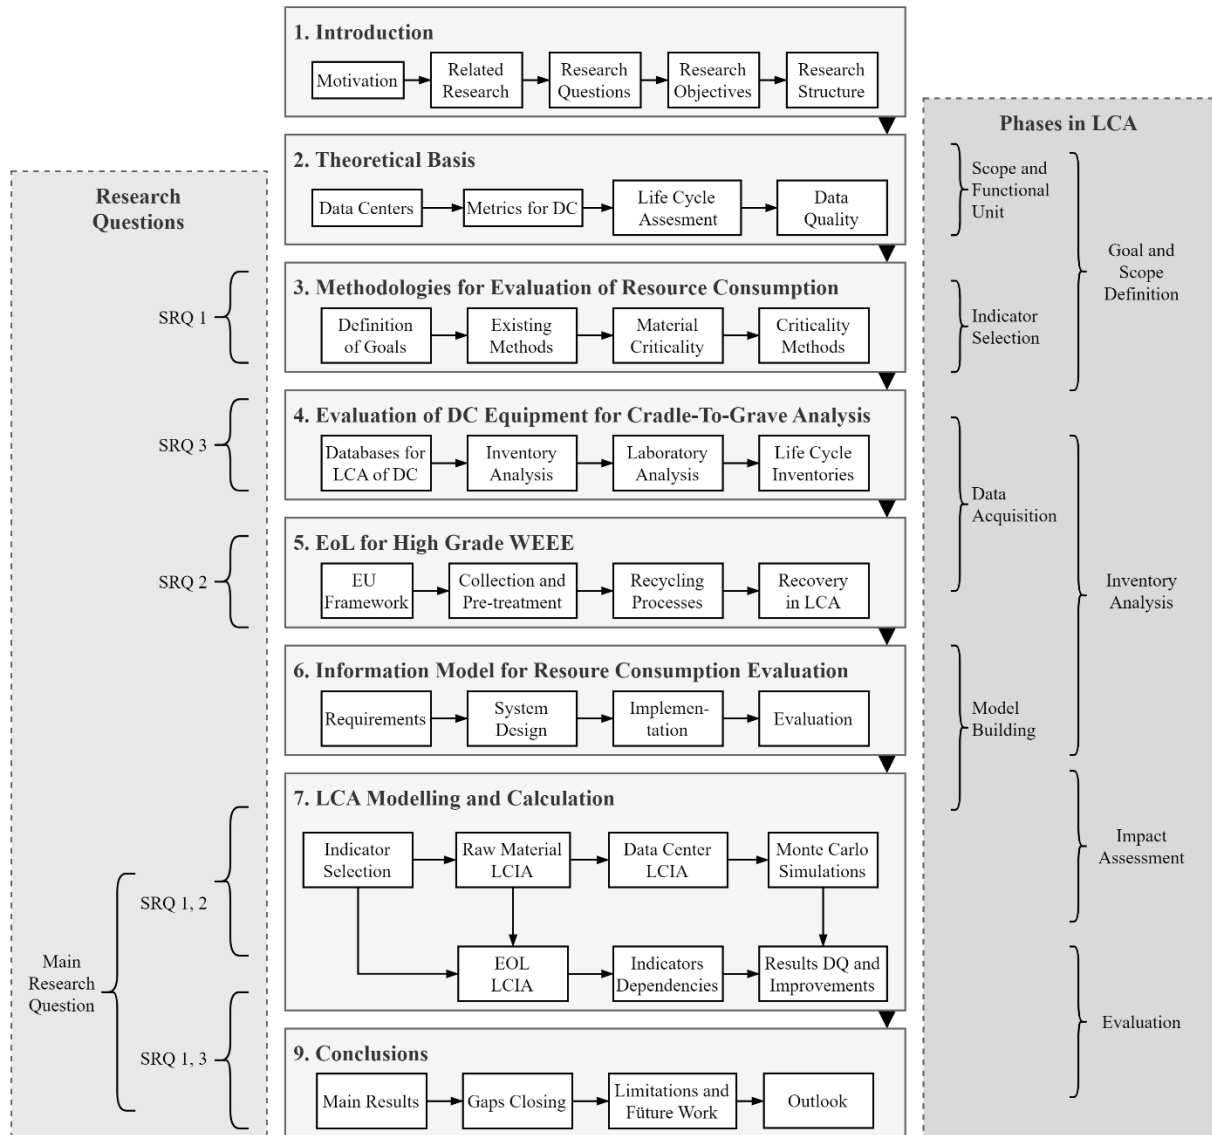 1. Introduction
Motivation
Related
Research
Research
Questions
Research
Objectives
Research
Structure
2. Theoretical Basis
Data Centers
Metrics for DC
Life Cycle
Assesment
Data
Quality
3. Methodologies for Evaluation of Resource Consumption
Definition
of Goals
Existing
Methods
Material
Criticality
Criticality
Methods
4. Evaluation of DC Equipment for Cradle-To-Grave Analysis
Databases for
LCA of DC
Inventory
Analysis
Laboratory
Analysis
Life Cycle
Inventories
5. EoL for High Grade WEEE
EU
Framework
Collection and
Pre-treatment
Recycling
Processes
Recovery
in LCA
6. Information Model for Resoure Consumption Evaluation
Requirements
System
Design
Implemen-
tation
Evaluation
7. LCA Modelling and Calculation
Indicator
Selection
Raw Material
LCIA
Data Center
LCIA
Monte Carlo
Simulations
EOL
LCIA
Indicators
Dependencies
Results DQ and
Improvements
9. Conclusions
Main Results
Gaps Closing
Limitations and
Füture Work
Outlook
Research
Questions
SRQ 1
SRQ 3
SRQ 2
SRQ 1, 2
Main
Research
Question
SRQ 1, 3
Phases in LCA
Scope and
Functional
Unit
Goal and
Scope
Definition
Indicator
Selection
Data
Acquisition
Inventory
Analysis
Model
Building
Impact
Assessment
Evaluation